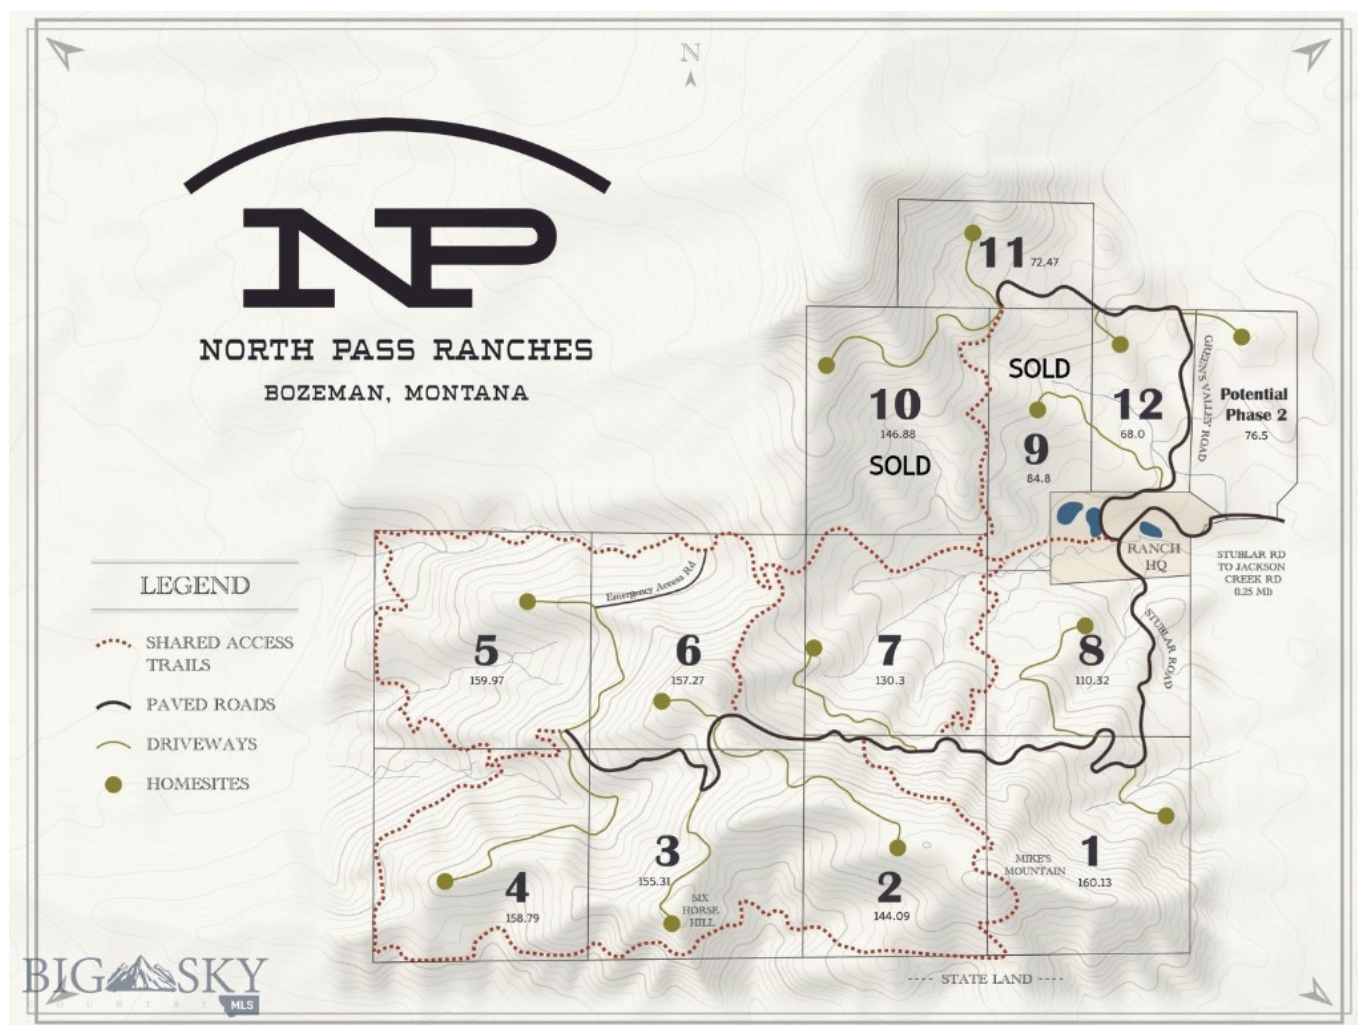 N
NP
NORTH PASS RANCHES
BOZEMAN, MONTANA
11
72.47
SOLD
10
146.88
SOLD
9
84.8
12
68.0
GREEN'S VALLEY ROAD
Potential
Phase 2
76.5
RANCH
HQ
STUBLAR RD
TO JACKSON
CREEK RD
(1.25 MI)
STUBLAR ROAD
LEGEND
SHARED ACCESS
TRAILS
PAVED ROADS
DRIVEWAYS
HOMESITES
Emergency Access Rd
5
159.97
6
157.27
7
130.3
8
110.32
4
158.79
3
155.31
SIX
HORSE
HILL
2
144.09
MIKE'S
MOUNTAIN
1
160.13
---- STATE LAND ----
BIG SKY
COUNTRY
MLS